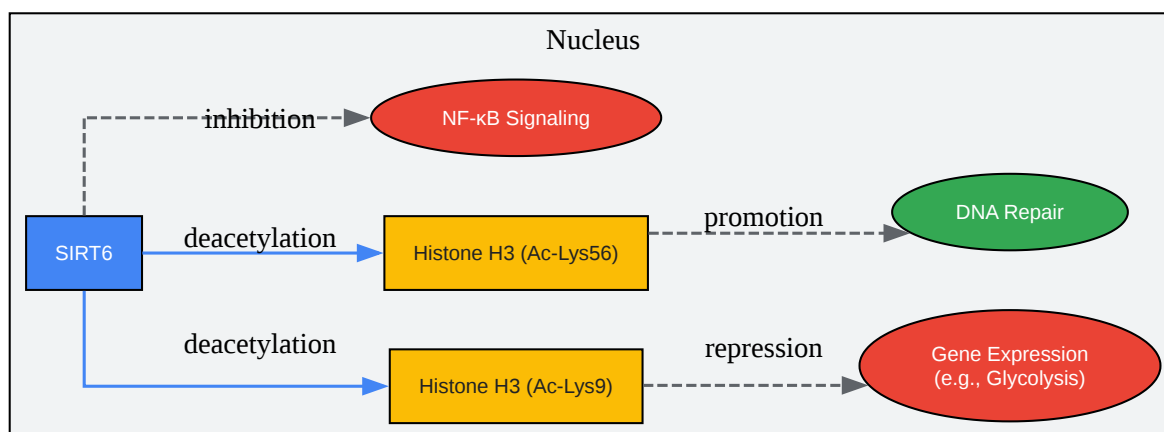 Nucleus
inhibition
NF-κB Signaling
SIRT6
deacetylation
Histone H3 (Ac-Lys56)
promotion
DNA Repair
deacetylation
Histone H3 (Ac-Lys9)
repression
Gene Expression
(e.g., Glycolysis)